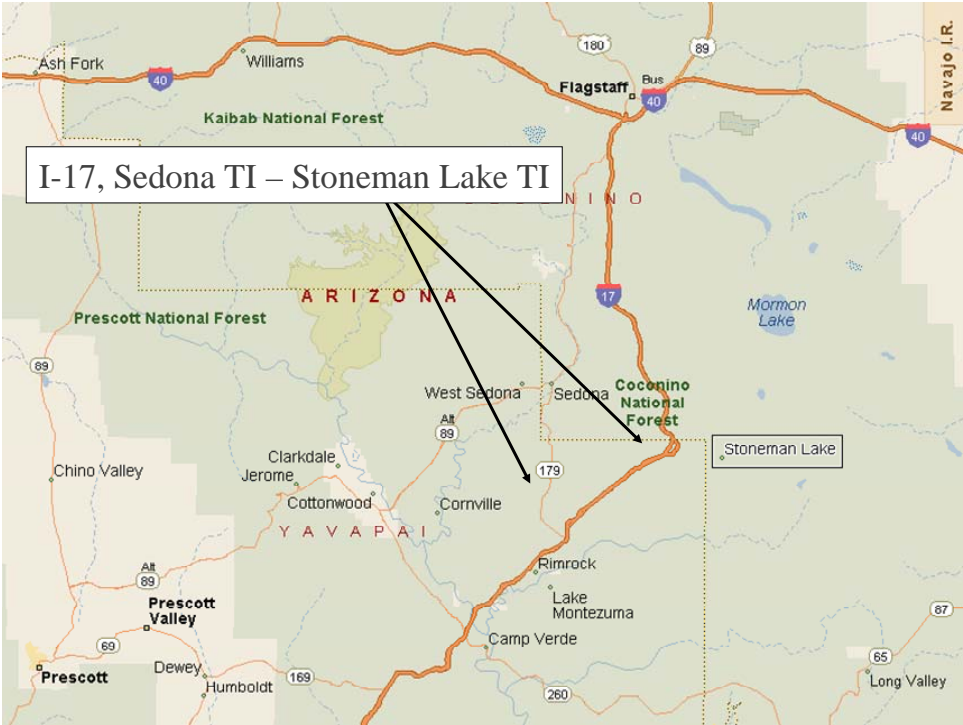 180
89
Navajo I.R.
Ash Fork
Williams
40
Flagstaff
Bus
40
Kaibab National Forest
40
I-17, Sedona TI – Stoneman Lake TI
N I N O
17
ARIZONA
Mormon
Lake
Prescott National Forest
89
West Sedona
Sedona
Coconino
National
Forest
Alt
89
Stoneman Lake
Chino Valley
Clarkdale
179
Jerome
Cottonwood
Cornville
YAVAPAI
Alt
89
Rimrock
Lake
Montezuma
Prescott
Valley
87
69
Camp Verde
Prescott
Dewey
169
65
Humboldt
260
Long Valley